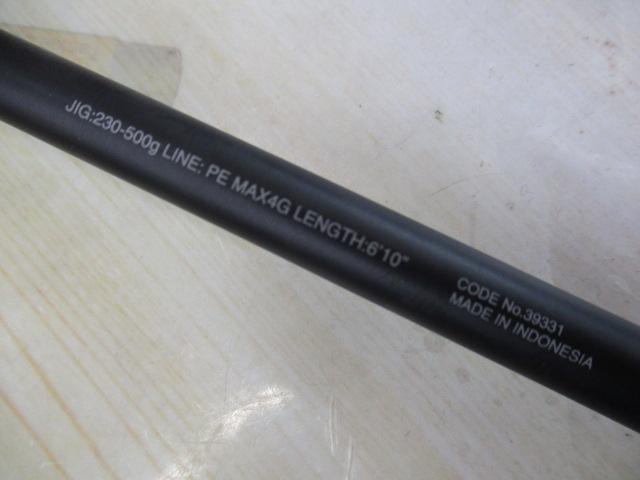 JIG:230-500g LINE: PE MAX4G LENGTH:6'10"
CODE No.39331
MADE IN INDONESIA